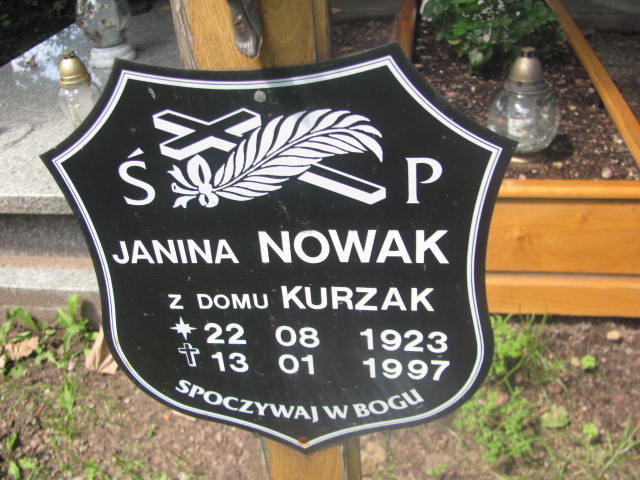 Ś P
JANINA NOWAK
Z DOMU KURZAK
22 08 1923
13 01 1997
SPOCZYWAJ W BOGU